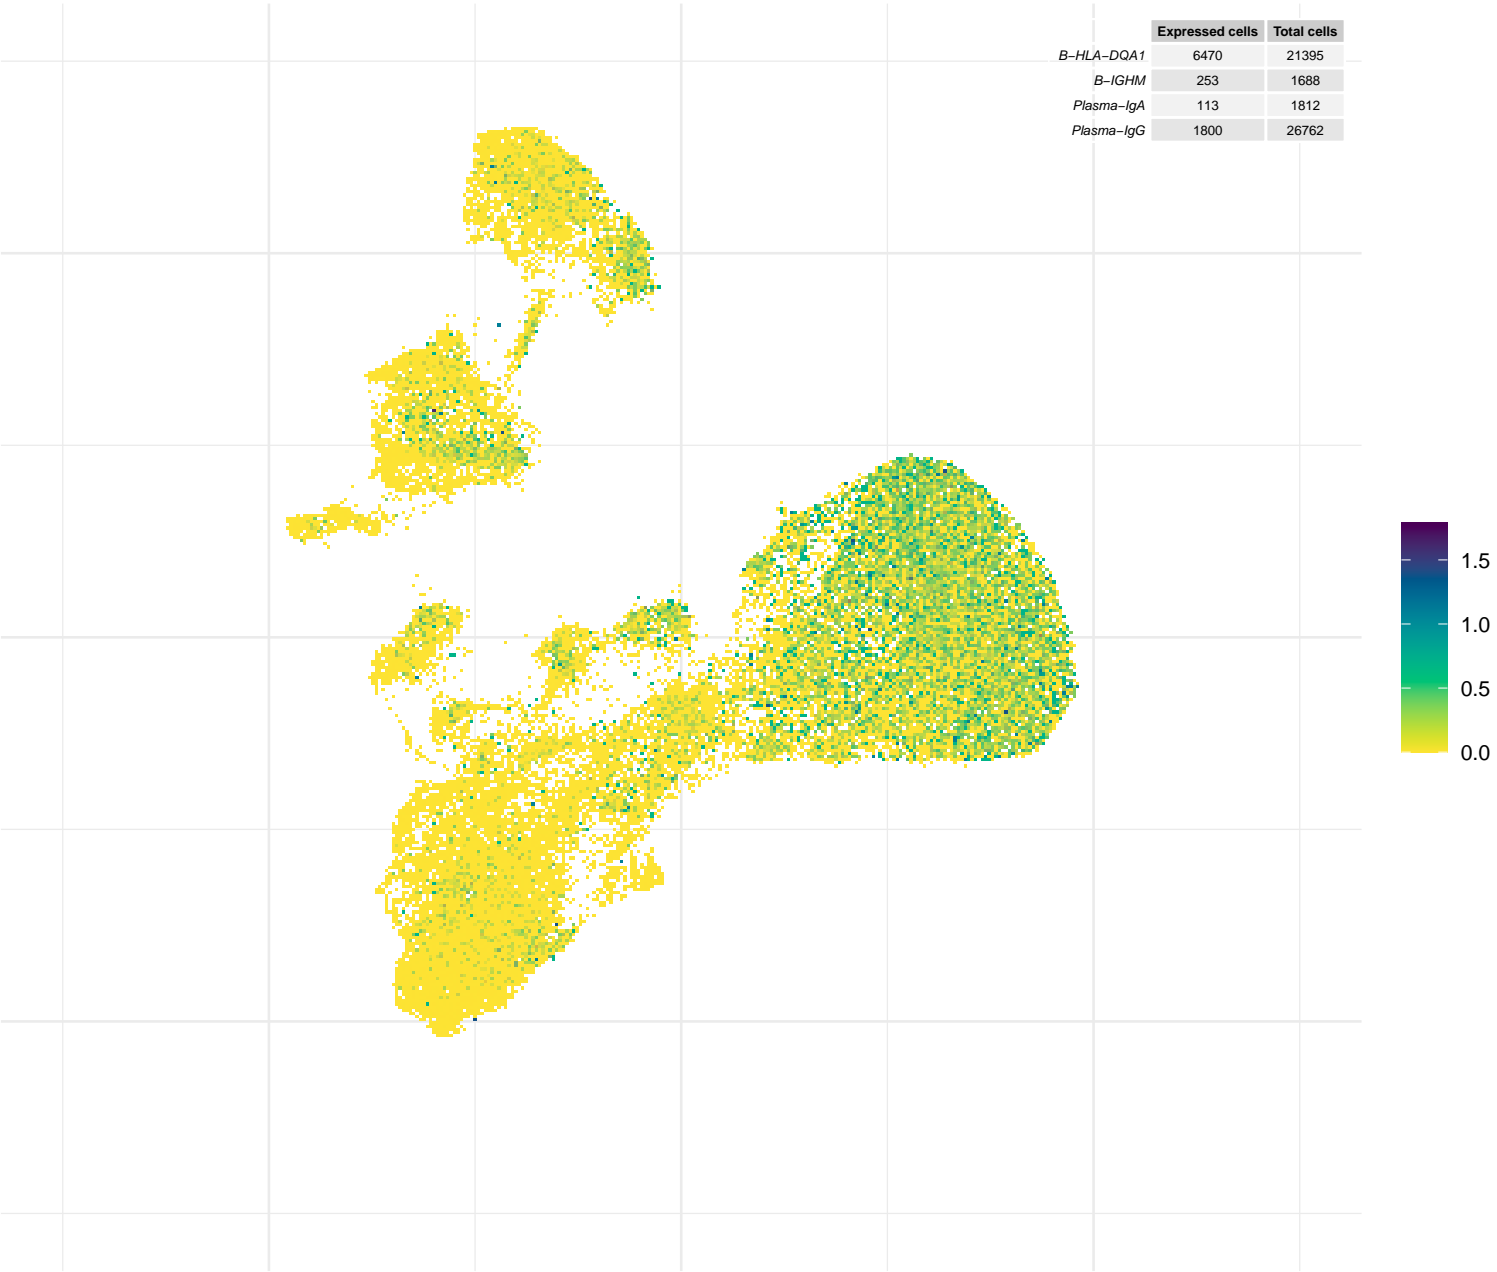 Expressed cells Total cells
B−HLA−DQA1 6470 21395
B−IGHM 253 1688
Plasma−IgA 113 1812
Plasma−IgG 1800 26762
1.5
1.0
0.5
0.0